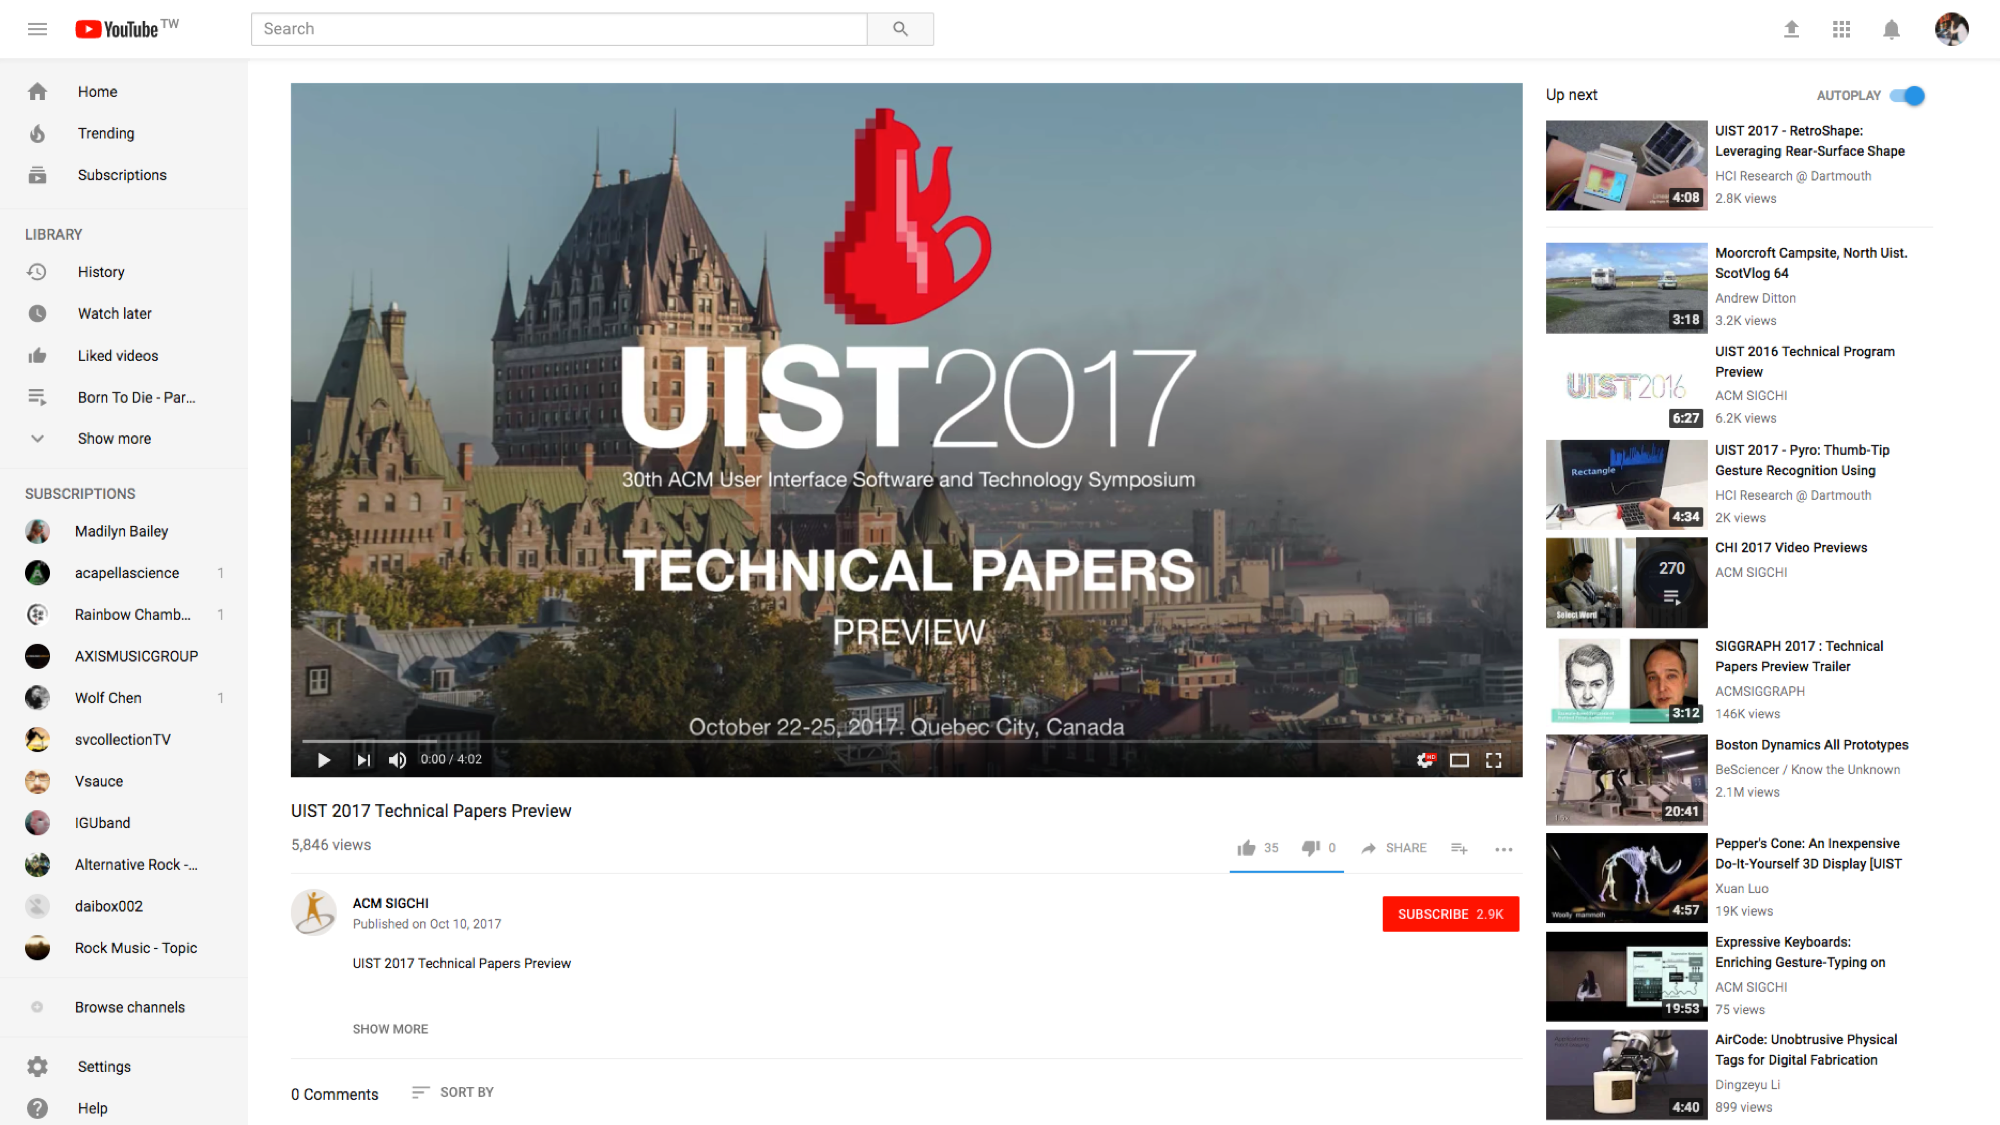 YouTube TW
Search
Home
Trending
Subscriptions
LIBRARY
History
Watch later
Liked videos
Born To Die - Par...
Show more
SUBSCRIPTIONS
Madilyn Bailey
acapellascience 1
Rainbow Chamb... 1
AXISMUSICGROUP
Wolf Chen 1
svcollectionTV
Vsauce
IGUband
Alternative Rock -...
daibox002
Rock Music - Topic
Browse channels
Settings
Help
UIST2017
30th ACM User Interface Software and Technology Symposium
TECHNICAL PAPERS
PREVIEW
October 22-25, 2017. Quebec City, Canada
0:00 / 4:02
HD
UIST 2017 Technical Papers Preview
5,846 views
35 0 SHARE
ACM SIGCHI
Published on Oct 10, 2017
SUBSCRIBE 2.9K
UIST 2017 Technical Papers Preview
SHOW MORE
0 Comments SORT BY
Up next AUTOPLAY
4:08
UIST 2017 - RetroShape:
Leveraging Rear-Surface Shape
HCI Research @ Dartmouth
2.8K views
3:18
Moorcroft Campsite, North Uist.
ScotVlog 64
Andrew Ditton
3.2K views
UIST2016
6:27
UIST 2016 Technical Program
Preview
ACM SIGCHI
6.2K views
Rectangle
4:34
UIST 2017 - Pyro: Thumb-Tip
Gesture Recognition Using
HCI Research @ Dartmouth
2K views
Select Word
270
CHI 2017 Video Previews
ACM SIGCHI
3:12
SIGGRAPH 2017 : Technical
Papers Preview Trailer
ACMSIGGRAPH
146K views
20:41
Boston Dynamics All Prototypes
BeSciencer / Know the Unknown
2.1M views
Woolly mammoth
4:57
Pepper's Cone: An Inexpensive
Do-It-Yourself 3D Display [UIST
Xuan Luo
19K views
19:53
Expressive Keyboards:
Enriching Gesture-Typing on
ACM SIGCHI
75 views
4:40
AirCode: Unobtrusive Physical
Tags for Digital Fabrication
Dingzeyu Li
899 views